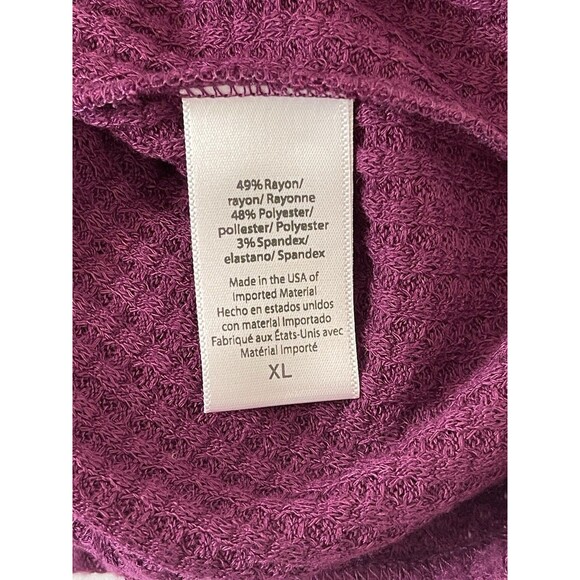 49% Rayon/
rayon/ Rayonne
48% Polyester/
poliester/ Polyester
3% Spandex/
elastano/ Spandex
Made in the USA of
Imported Material
Hecho en estados unidos
con material Importado
Fabriqué aux États-Unis avec
Matérial Importé
XL